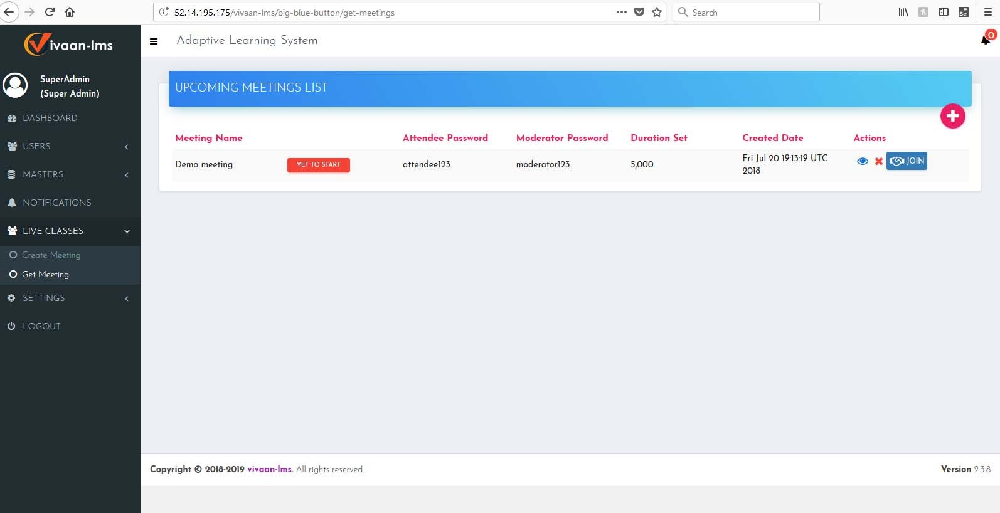 52.14.195.175/vivaan-lms/big-blue-button/get-meetings
Search
Se
Vivaan-lms
Adaptive Learning System
0
SuperAdmin
(Super Admin)
DASHBOARD
USERS
MASTERS
NOTIFICATIONS
LIVE CLASSES
Create Meeting
Get Meeting
SETTINGS
LOGOUT
UPCOMING MEETINGS LIST
Meeting Name Attendee Password Moderator Password Duration Set Created Date Actions
Demo meeting YET TO START attendee123 moderator123 5,000 Fri Jul 20 19:13:19 UTC JOIN
2018
Copyright © 2018-2019 vivaan-lms. All rights reserved.
Version 2.3.8